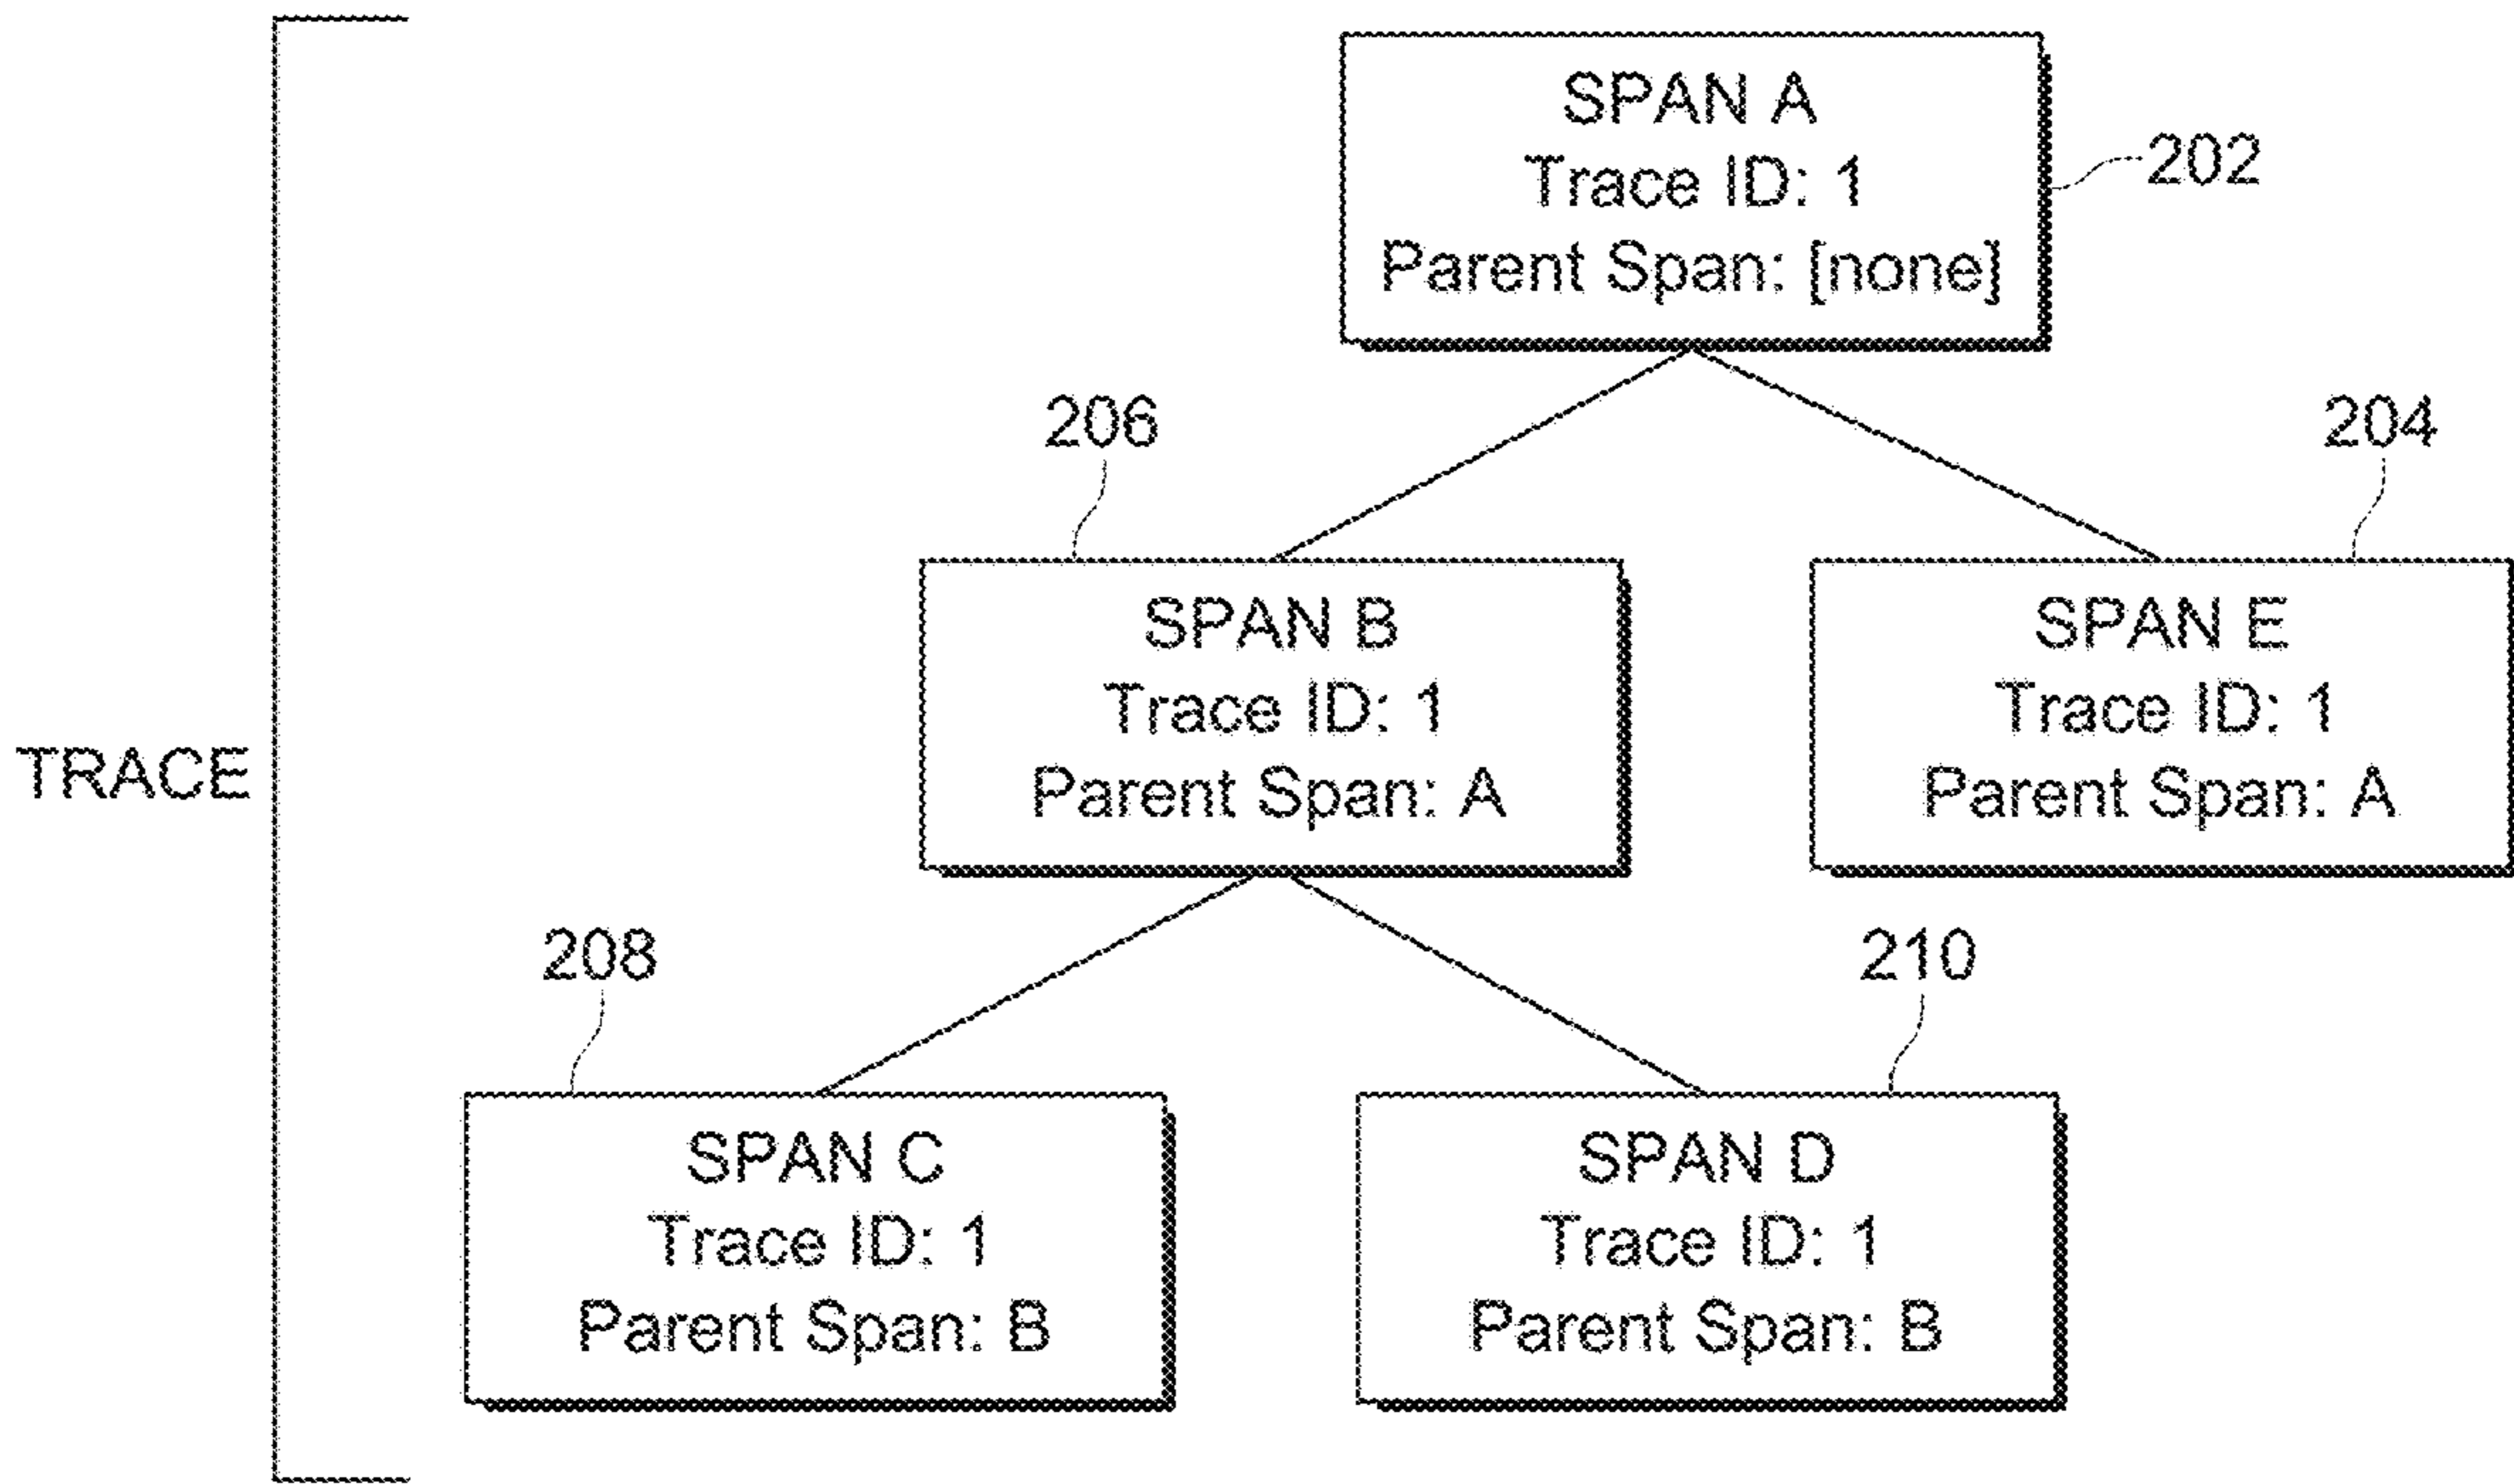 SPAN A
Trace ID: 1
Parent Span: [none]
202
206
204
SPAN B
Trace ID: 1
Parent Span: A
SPAN E
Trace ID: 1
Parent Span: A
TRACE
208
210
SPAN C
Trace ID: 1
Parent Span: B
SPAN D
Trace ID: 1
Parent Span: B